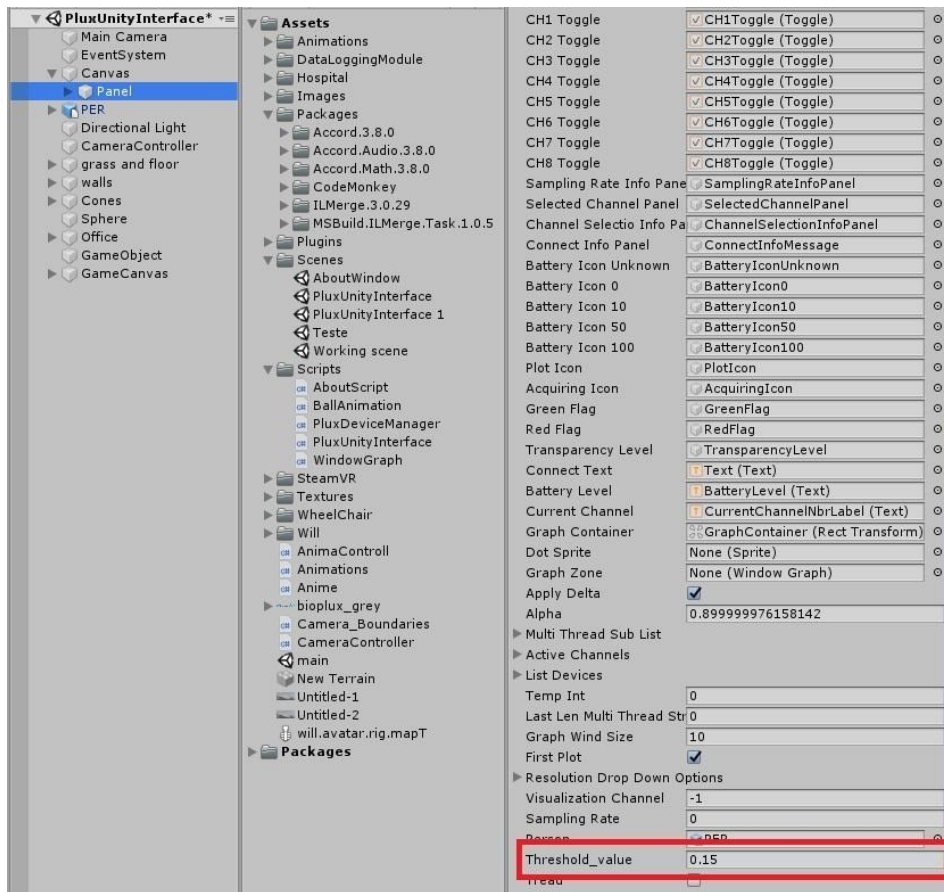 PluxUnityInterface*
Main Camera
EventSystem
Canvas
Panel
PER
Directional Light
CameraController
grass and floor
walls
Cones
Sphere
Office
GameObject
GameCanvas
Assets
Animations
DataLoggingModule
Hospital
Images
Packages
Accord.3.8.0
Accord.Audio.3.8.0
Accord.Math.3.8.0
CodeMonkey
ILMerge.3.0.29
MSBuild.ILMerge.Task.1.0.5
Plugins
Scenes
AboutWindow
PluxUnityInterface
PluxUnityInterface 1
Teste
Working scene
Scripts
AboutScript
BallAnimation
PluxDeviceManager
PluxUnityInterface
WindowGraph
SteamVR
Textures
WheelChair
Will
AnimaControll
Animations
Anime
bioplux_grey
Camera_Boundaries
CameraController
main
New Terrain
Untitled-1
Untitled-2
will.avatar.rig.mapT
Packages
CH1 Toggle CH1Toggle (Toggle)
CH2 Toggle CH2Toggle (Toggle)
CH3 Toggle CH3Toggle (Toggle)
CH4 Toggle CH4Toggle (Toggle)
CH5 Toggle CH5Toggle (Toggle)
CH6 Toggle CH6Toggle (Toggle)
CH7 Toggle CH7Toggle (Toggle)
CH8 Toggle CH8Toggle (Toggle)
Sampling Rate Info Pane SamplingRateInfoPanel
Selected Channel Panel SelectedChannelPanel
Channel Selectio Info Pa ChannelSelectionInfoPanel
Connect Info Panel ConnectInfoMessage
Battery Icon Unknown BatteryIconUnknown
Battery Icon 0 BatteryIcon0
Battery Icon 10 BatteryIcon10
Battery Icon 50 BatteryIcon50
Battery Icon 100 BatteryIcon100
Plot Icon PlotIcon
Acquiring Icon AcquiringIcon
Green Flag GreenFlag
Red Flag RedFlag
Transparency Level TransparencyLevel
Connect Text Text (Text)
Battery Level BatteryLevel (Text)
Current Channel CurrentChannelNbrLabel (Text)
Graph Container GraphContainer (Rect Transform)
Dot Sprite None (Sprite)
Graph Zone None (Window Graph)
Apply Delta
Alpha 0.899999976158142
Multi Thread Sub List
Active Channels
List Devices
Temp Int 0
Last Len Multi Thread Str 0
Graph Wind Size 10
First Plot
Resolution Drop Down Options
Visualization Channel -1
Sampling Rate 0
Person PER
Threshold_value 0.15
Tread